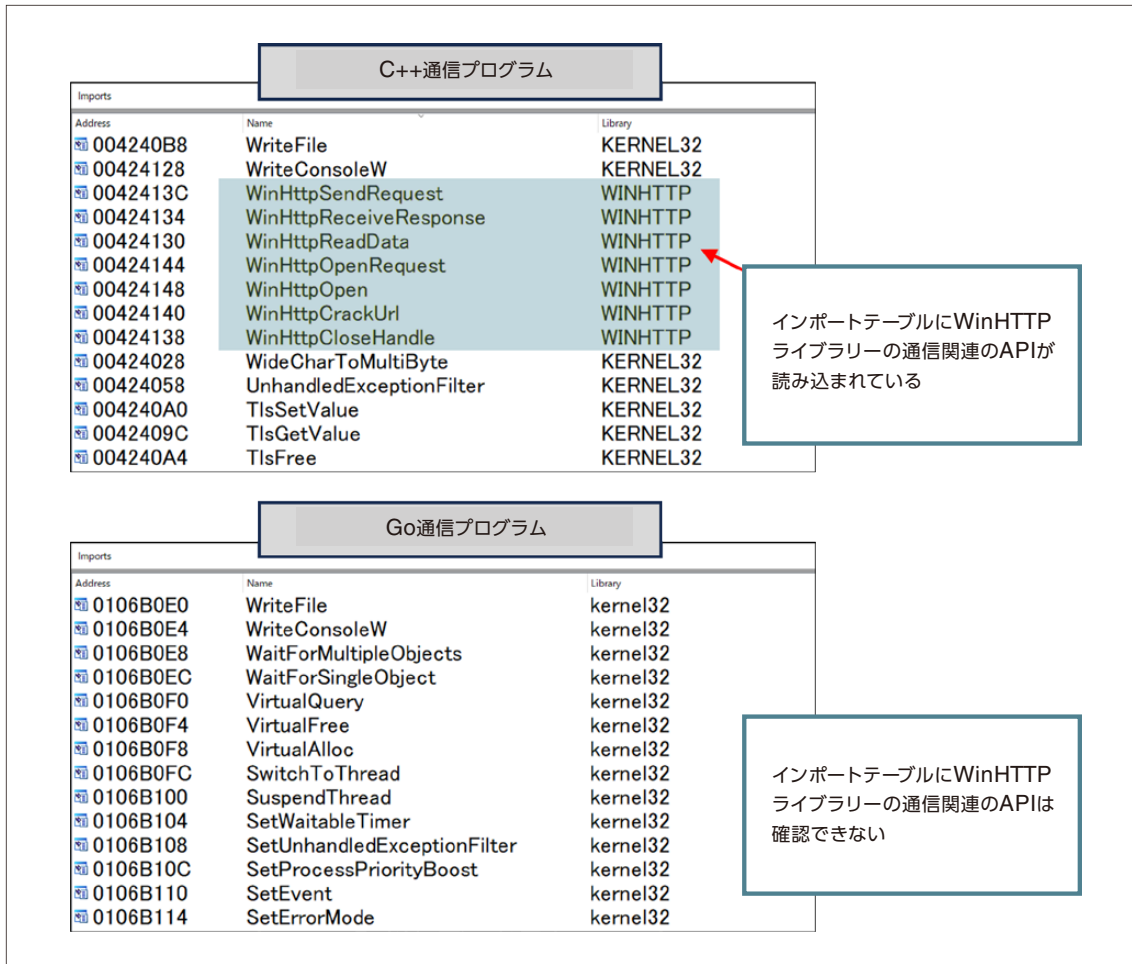 C++通信プログラム
Imports
Address Name Library
004240B8 WriteFile KERNEL32
00424128 WriteConsoleW KERNEL32
0042413C WinHttpSendRequest WINHTTP
00424134 WinHttpReceiveResponse WINHTTP
00424130 WinHttpReadData WINHTTP
00424144 WinHttpOpenRequest WINHTTP
00424148 WinHttpOpen WINHTTP
00424140 WinHttpCrackUrl WINHTTP
00424138 WinHttpCloseHandle WINHTTP
00424028 WideCharToMultiByte KERNEL32
00424058 UnhandledExceptionFilter KERNEL32
004240A0 TlsSetValue KERNEL32
0042409C TlsGetValue KERNEL32
004240A4 TlsFree KERNEL32
インポートテーブルにWinHTTP
ライブラリーの通信関連のAPIが
読み込まれている
Go通信プログラム
Imports
Address Name Library
0106B0E0 WriteFile kernel32
0106B0E4 WriteConsoleW kernel32
0106B0E8 WaitForMultipleObjects kernel32
0106B0EC WaitForSingleObject kernel32
0106B0F0 VirtualQuery kernel32
0106B0F4 VirtualFree kernel32
0106B0F8 VirtualAlloc kernel32
0106B0FC SwitchToThread kernel32
0106B100 SuspendThread kernel32
0106B104 SetWaitableTimer kernel32
0106B108 SetUnhandledExceptionFilter kernel32
0106B10C SetProcessPriorityBoost kernel32
0106B110 SetEvent kernel32
0106B114 SetErrorMode kernel32
インポートテーブルにWinHTTP
ライブラリーの通信関連のAPIは
確認できない